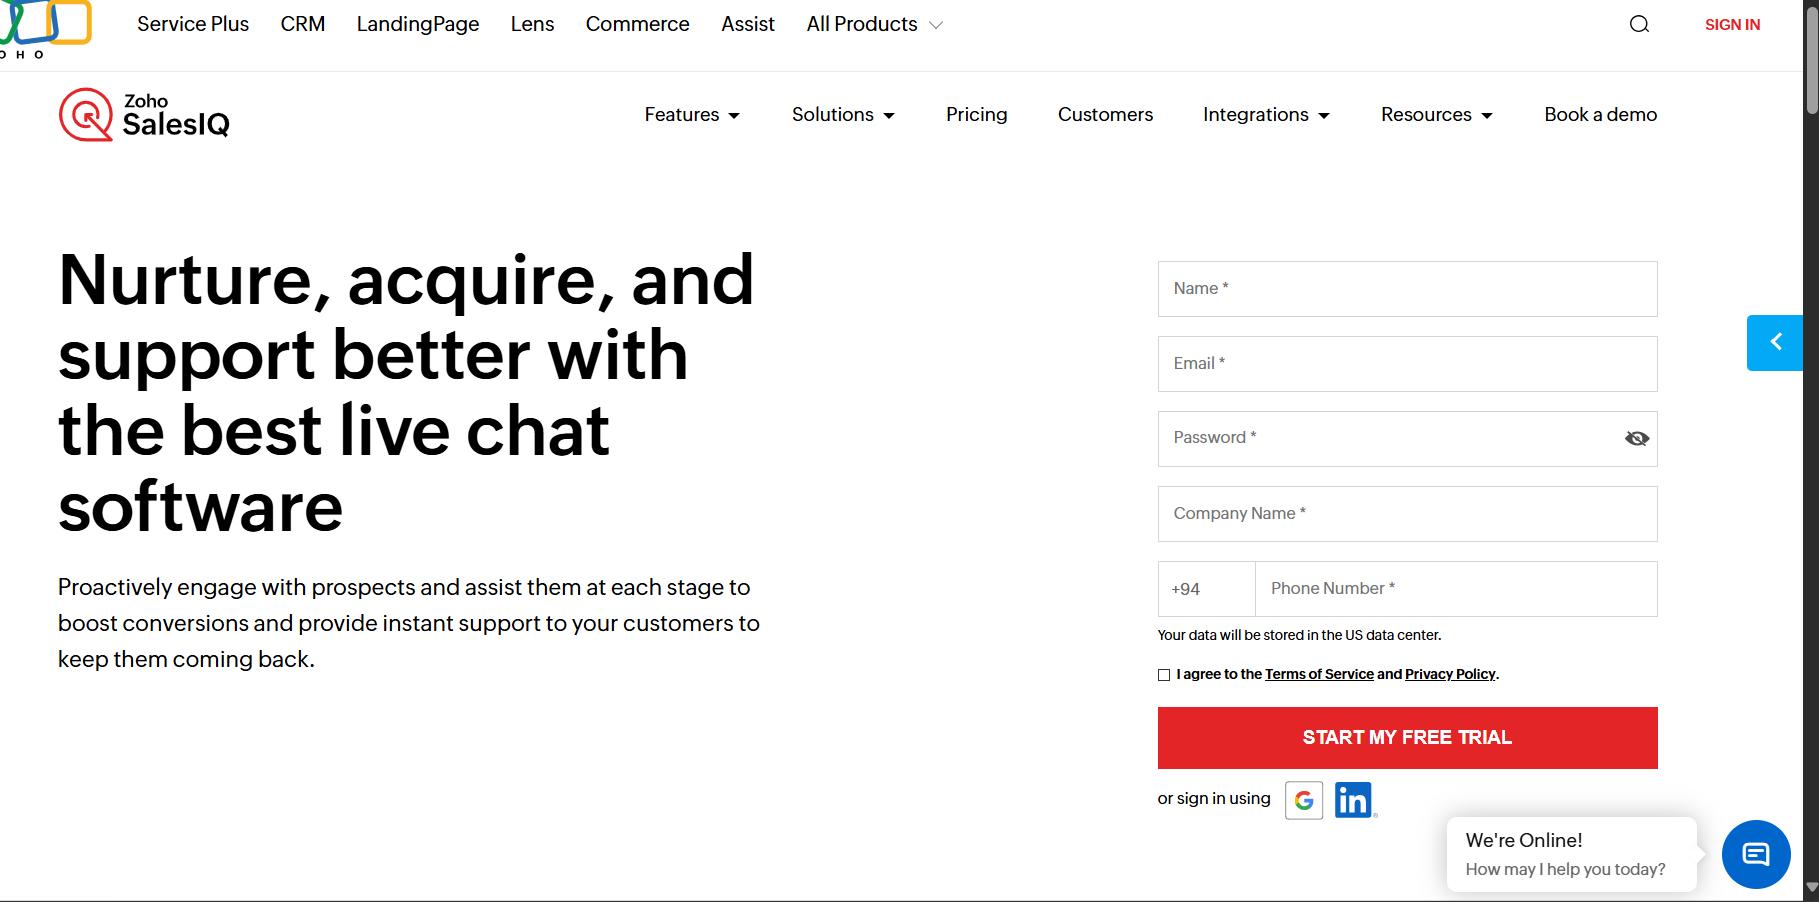 OHO
Service Plus CRM LandingPage Lens Commerce Assist All Products SIGN IN
Zoho
SalesIQ
Features Solutions Pricing Customers Integrations Resources Book a demo
Nurture, acquire, and
support better with
the best live chat
software
Proactively engage with prospects and assist them at each stage to
boost conversions and provide instant support to your customers to
keep them coming back.
Name *
Email *
Password *
Company Name *
+94 Phone Number *
Your data will be stored in the US data center.
I agree to the Terms of Service and Privacy Policy.
START MY FREE TRIAL
or sign in using G in
We're Online!
How may I help you today?